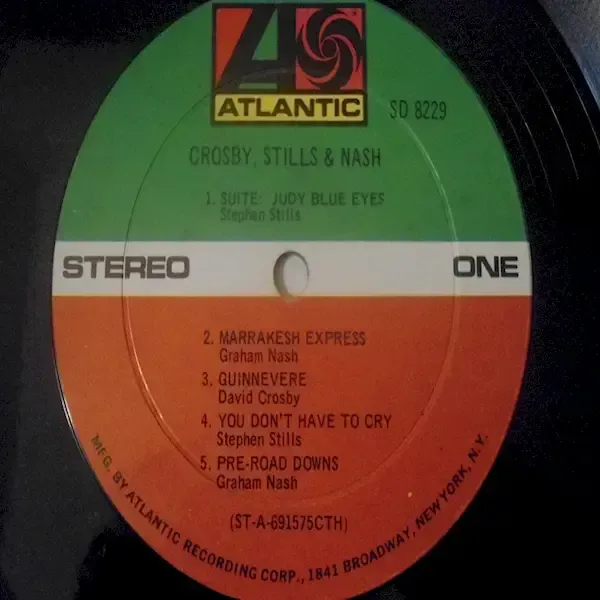 ATLANTIC
SD 8229
CROSBY, STILLS & NASH
1. SUITE: JUDY BLUE EYES
Stephen Stills
STEREO
ONE
2. MARRAKESH EXPRESS
Graham Nash
3. GUINNEVERE
David Crosby
4. YOU DON'T HAVE TO CRY
Stephen Stills
5. PRE-ROAD DOWNS
Graham Nash
(ST-A-691575CTH)
MFG. BY ATLANTIC RECORDING CORP., 1841 BROADWAY, NEW YORK, N.Y.